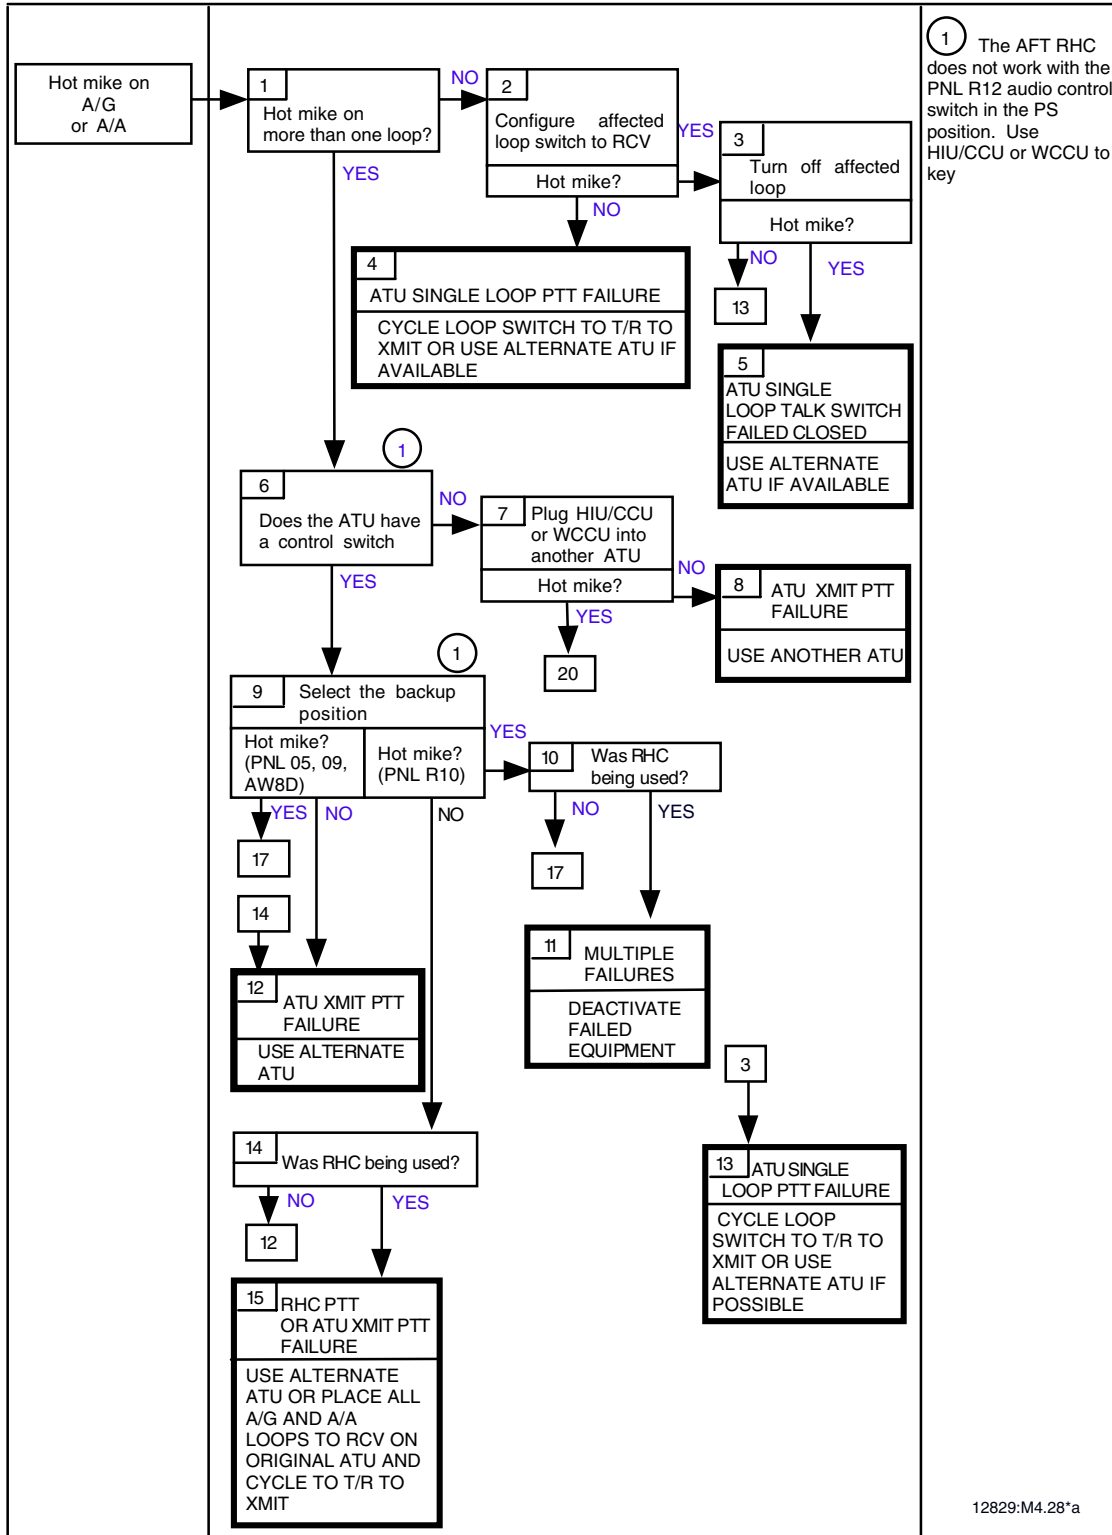 Hot mike on
A/G
or A/A
1
Hot mike on
more than one loop?
NO
YES
2
Configure affected
loop switch to RCV
Hot mike?
YES
NO
3
Turn off affected
loop
Hot mike?
NO
YES
13
4
ATU SINGLE LOOP PTT FAILURE
CYCLE LOOP SWITCH TO T/R TO
XMIT OR USE ALTERNATE ATU IF
AVAILABLE
5
ATU SINGLE
LOOP TALK SWITCH
FAILED CLOSED
USE ALTERNATE
ATU IF AVAILABLE
1
6
Does the ATU have
a control switch
NO
YES
7
Plug HIU/CCU
or WCCU into
another ATU
Hot mike?
NO
YES
20
8
ATU XMIT PTT
FAILURE
USE ANOTHER ATU
1
9
Select the backup
position
Hot mike?
(PNL 05, 09,
AW8D)
Hot mike?
(PNL R10)
YES
YES
NO
NO
17
10
Was RHC
being used?
NO
YES
17
11
MULTIPLE
FAILURES
DEACTIVATE
FAILED
EQUIPMENT
14
12
ATU XMIT PTT
FAILURE
USE ALTERNATE
ATU
3
13
ATU SINGLE
LOOP PTT FAILURE
CYCLE LOOP
SWITCH TO T/R TO
XMIT OR USE
ALTERNATE ATU IF
POSSIBLE
14
Was RHC being used?
NO
YES
12
15
RHC PTT
OR ATU XMIT PTT
FAILURE
USE ALTERNATE
ATU OR PLACE ALL
A/G AND A/A
LOOPS TO RCV ON
ORIGINAL ATU AND
CYCLE TO T/R TO
XMIT
1 The AFT RHC
does not work with the
PNL R12 audio control
switch in the PS
position. Use
HIU/CCU or WCCU to
key
12829:M4.28*a